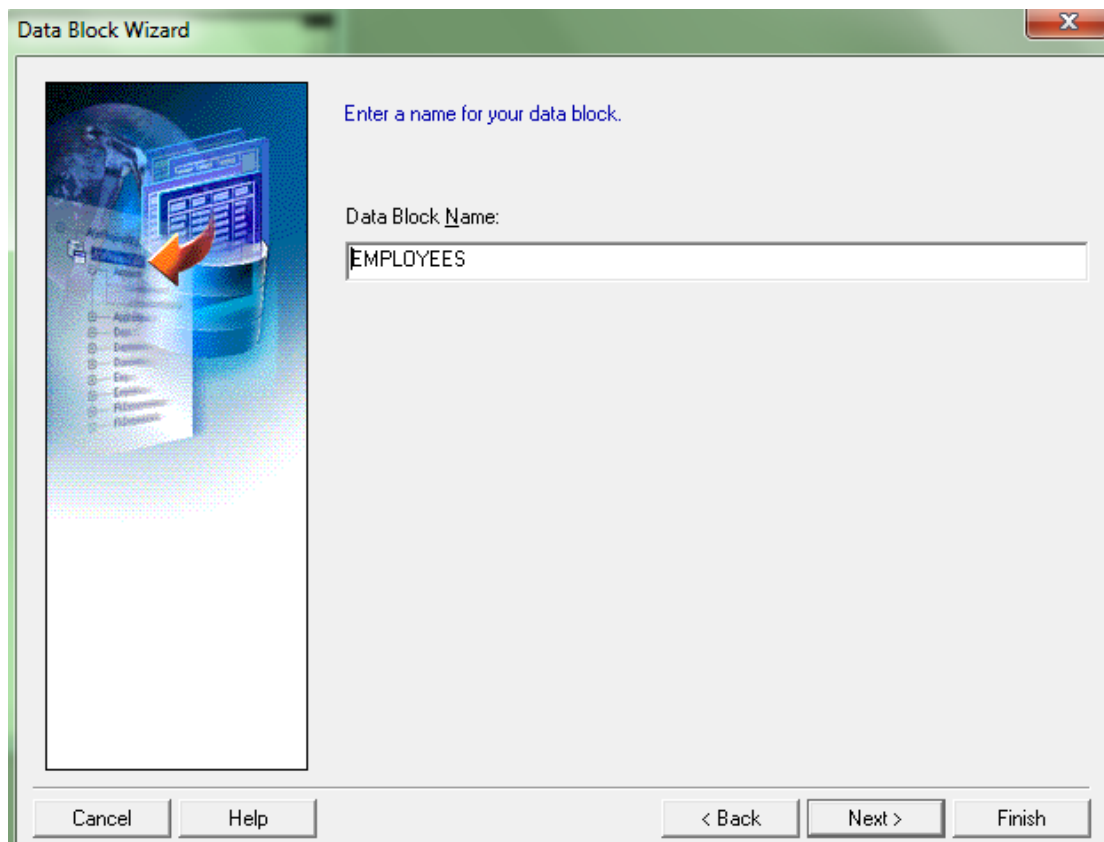 Data Block Wizard
Enter a name for your data block.
Data Block Name:
EMPLOYEES
Cancel
Help
< Back
Next >
Finish